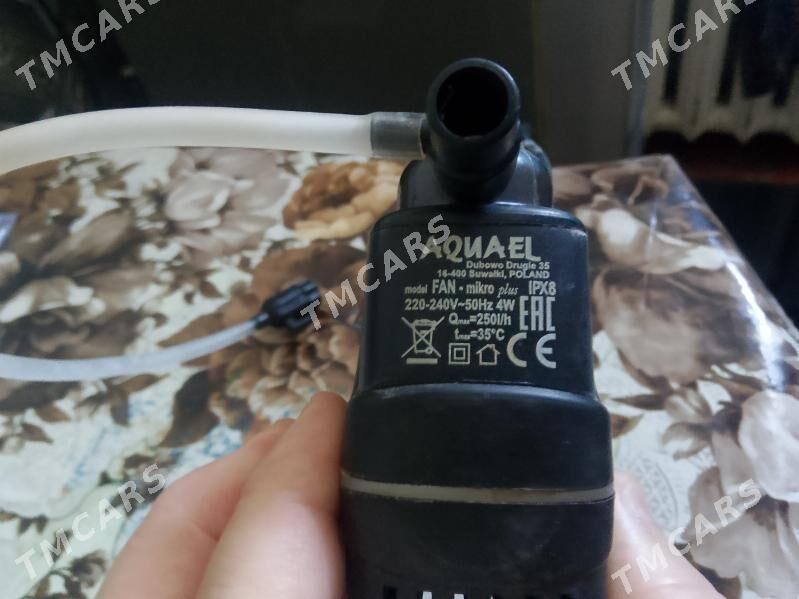 AQUAEL
Dubowo Drugie 35
16-400 Suwałki, POLAND
model FAN • mikro plus IPX8
220-240V~50Hz 4W
Qmax=250l/h
tmax=35°C
EAC
CE
TMCARS
TMCARS
TMCARS
TMCARS
TMCARS
TMCARS